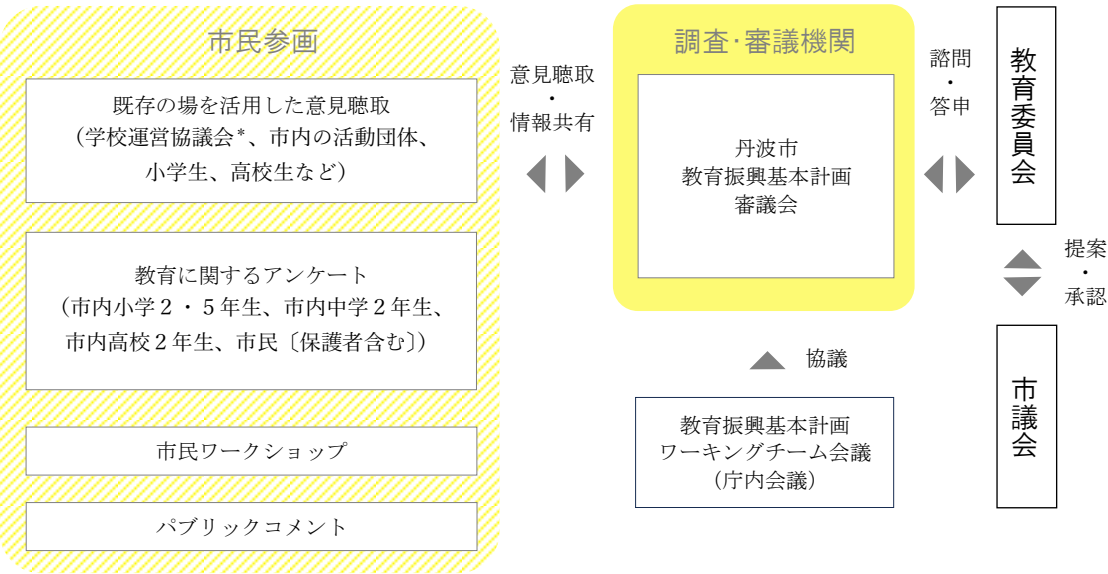 市民参画
既存の場を活用した意見聴取
（学校運営協議会*、市内の活動団体、
小学生、高校生など）
教育に関するアンケート
（市内小学２・５年生、市内中学２年生、
市内高校２年生、市民〔保護者含む〕）
市民ワークショップ
パブリックコメント
意見聴取
・
情報共有
調査・審議機関
丹波市
教育振興基本計画
審議会
協議
教育振興基本計画
ワーキングチーム会議
（庁内会議）
諮問
・
答申
教育委員会
提案
・
承認
市議会